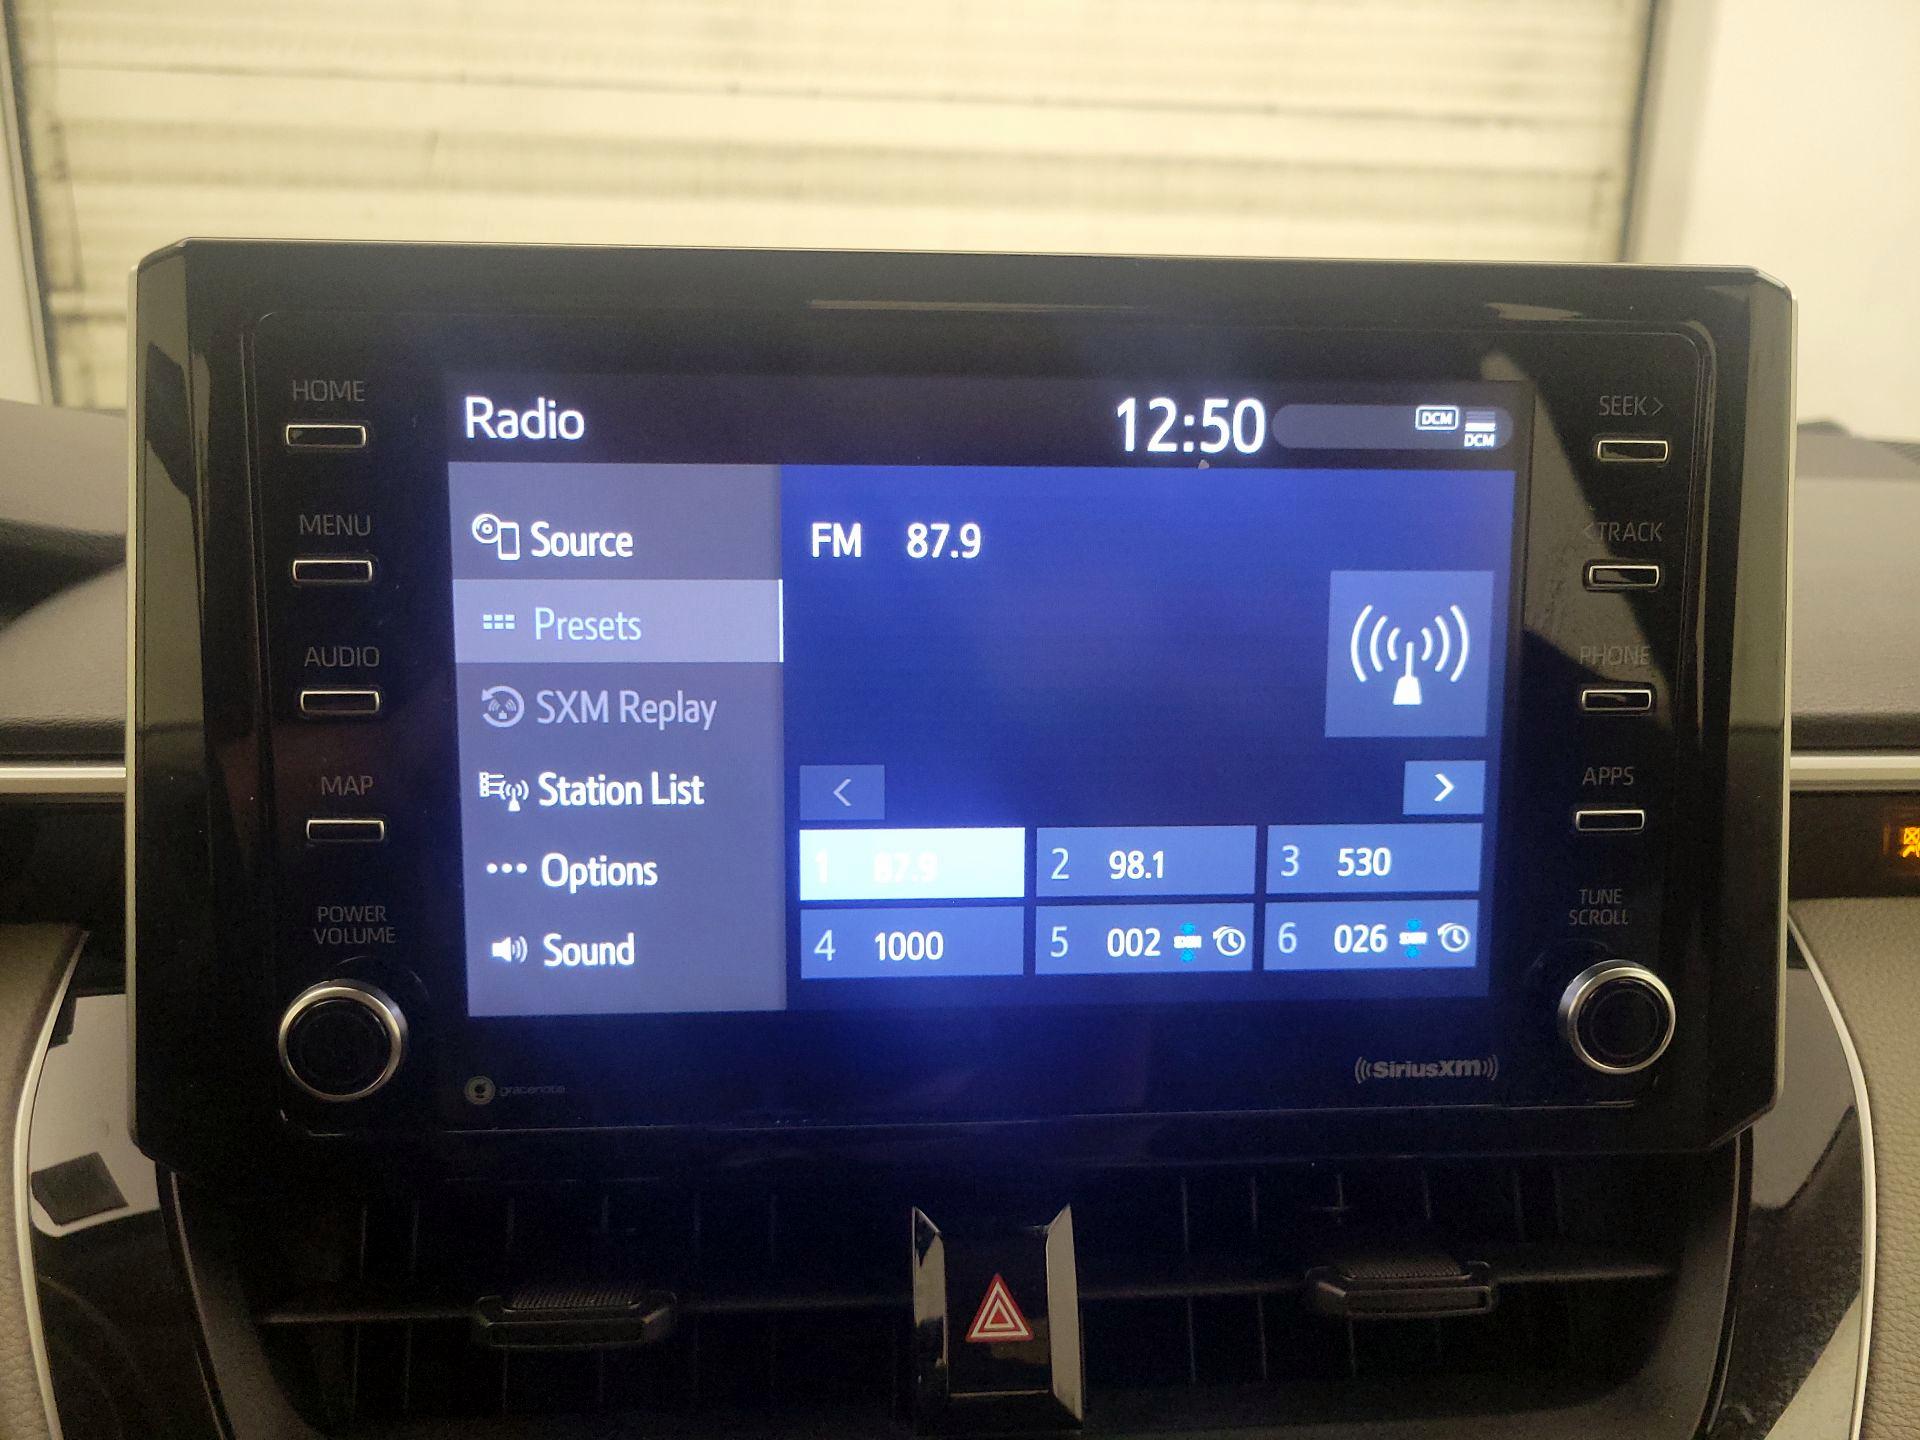 HOME
MENU
AUDIO
MAP
POWER
VOLUME
Radio
12:50
DCM
DCM
Source
Presets
SXM Replay
Station List
Options
Sound
FM 87.9
<
>
1 87.9
2 98.1
3 530
4 1000
5 002 SXM
6 026 SXM
gracenote
((SiriusXM))
SEEK >
< TRACK
PHONE
APPS
TUNE
SCROLL